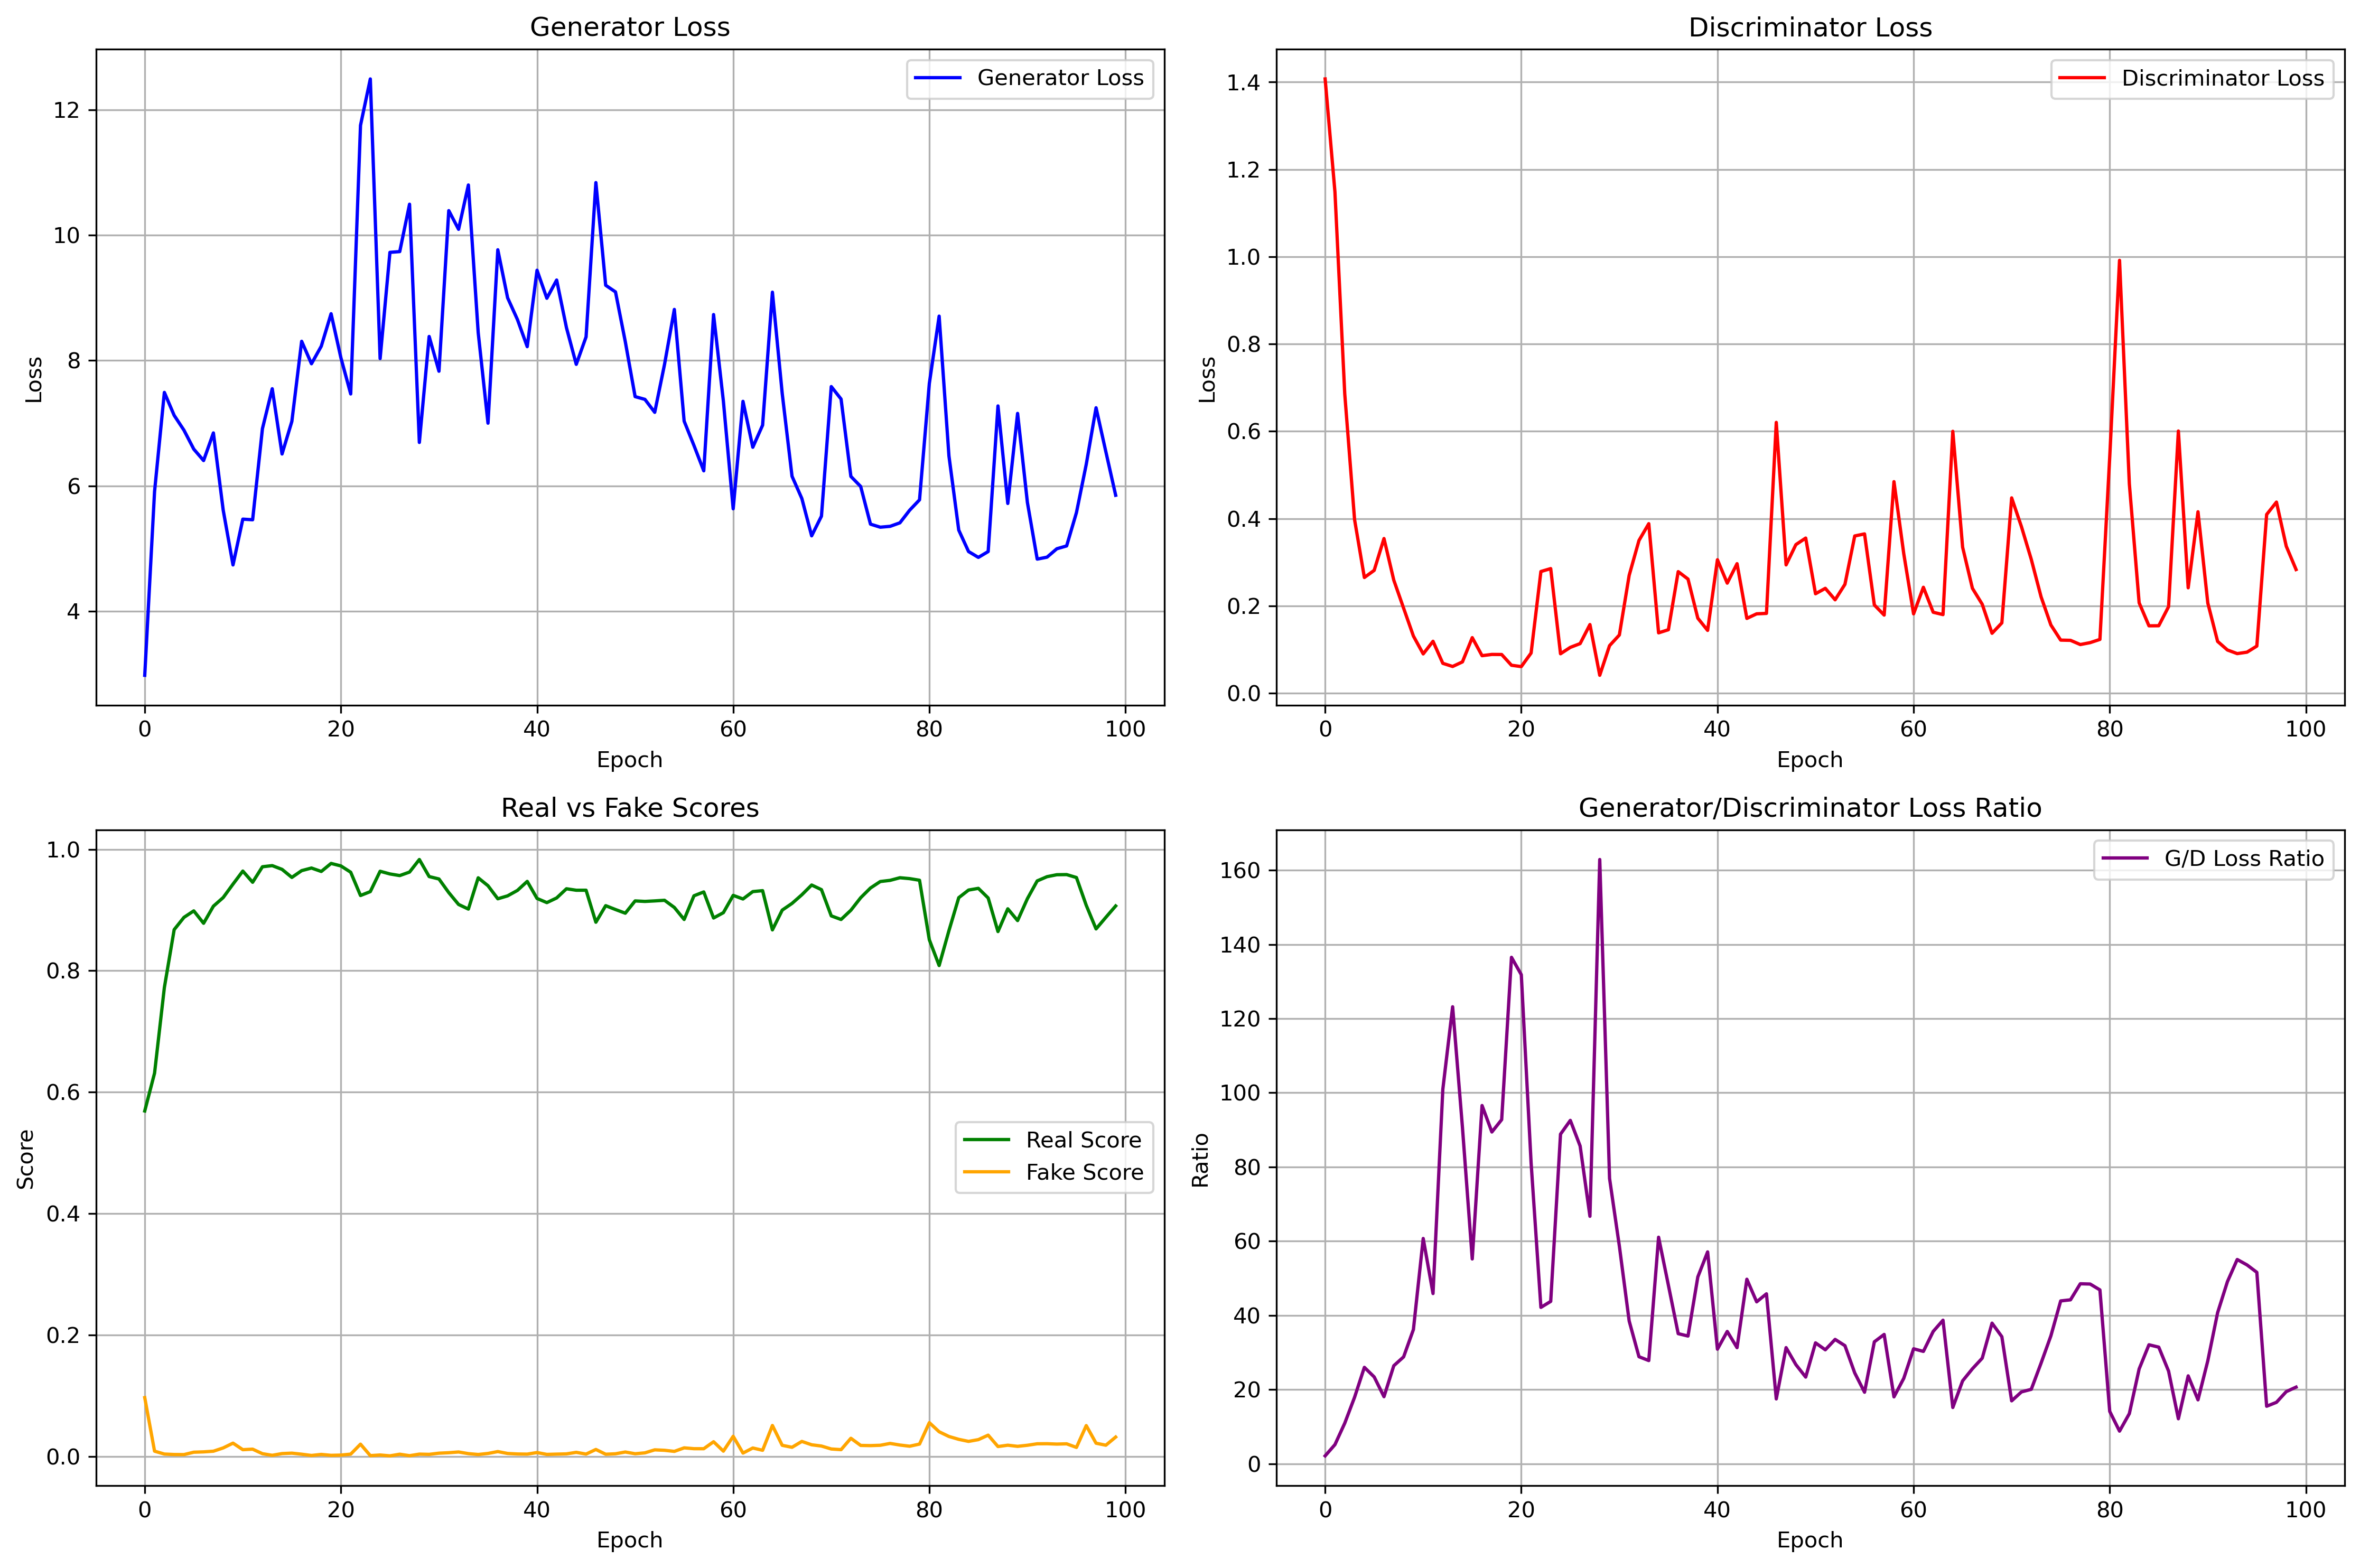 Generator Loss
Generator Loss
Loss
12
10
8
6
4
0 20 40 60 80 100
Epoch
Discriminator Loss
Discriminator Loss
Loss
1.4
1.2
1.0
0.8
0.6
0.4
0.2
0.0
0 20 40 60 80 100
Epoch
Real vs Fake Scores
Score
1.0
0.8
0.6
0.4
0.2
0.0
Real Score
Fake Score
0 20 40 60 80 100
Epoch
Generator/Discriminator Loss Ratio
G/D Loss Ratio
Ratio
160
140
120
100
80
60
40
20
0
0 20 40 60 80 100
Epoch